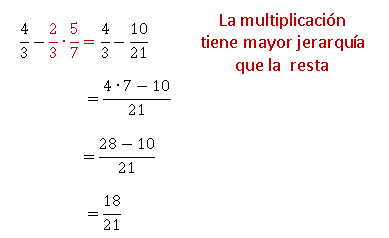 4/3 − 2/3 · 5/7 = 4/3 − 10/21
La multiplicación
tiene mayor jerarquía
que la resta
= (4 · 7 − 10)/21
= (28 − 10)/21
= 18/21